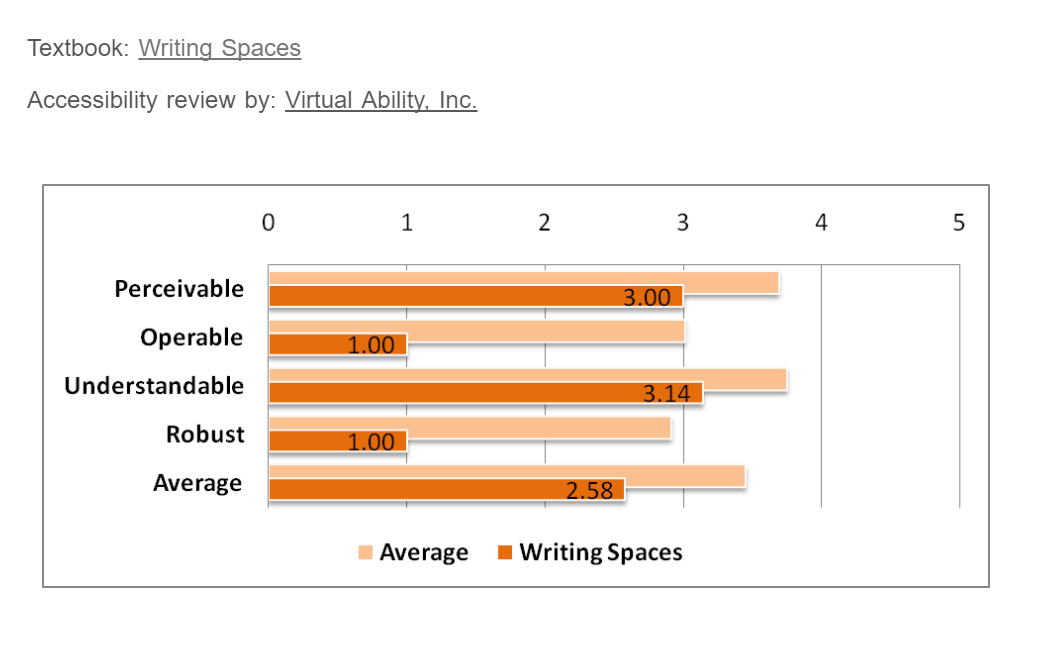 Textbook: Writing Spaces
Accessibility review by: Virtual Ability, Inc.
0 1 2 3 4 5
Perceivable 3.00
Operable 1.00
Understandable 3.14
Robust 1.00
Average 2.58
Average Writing Spaces